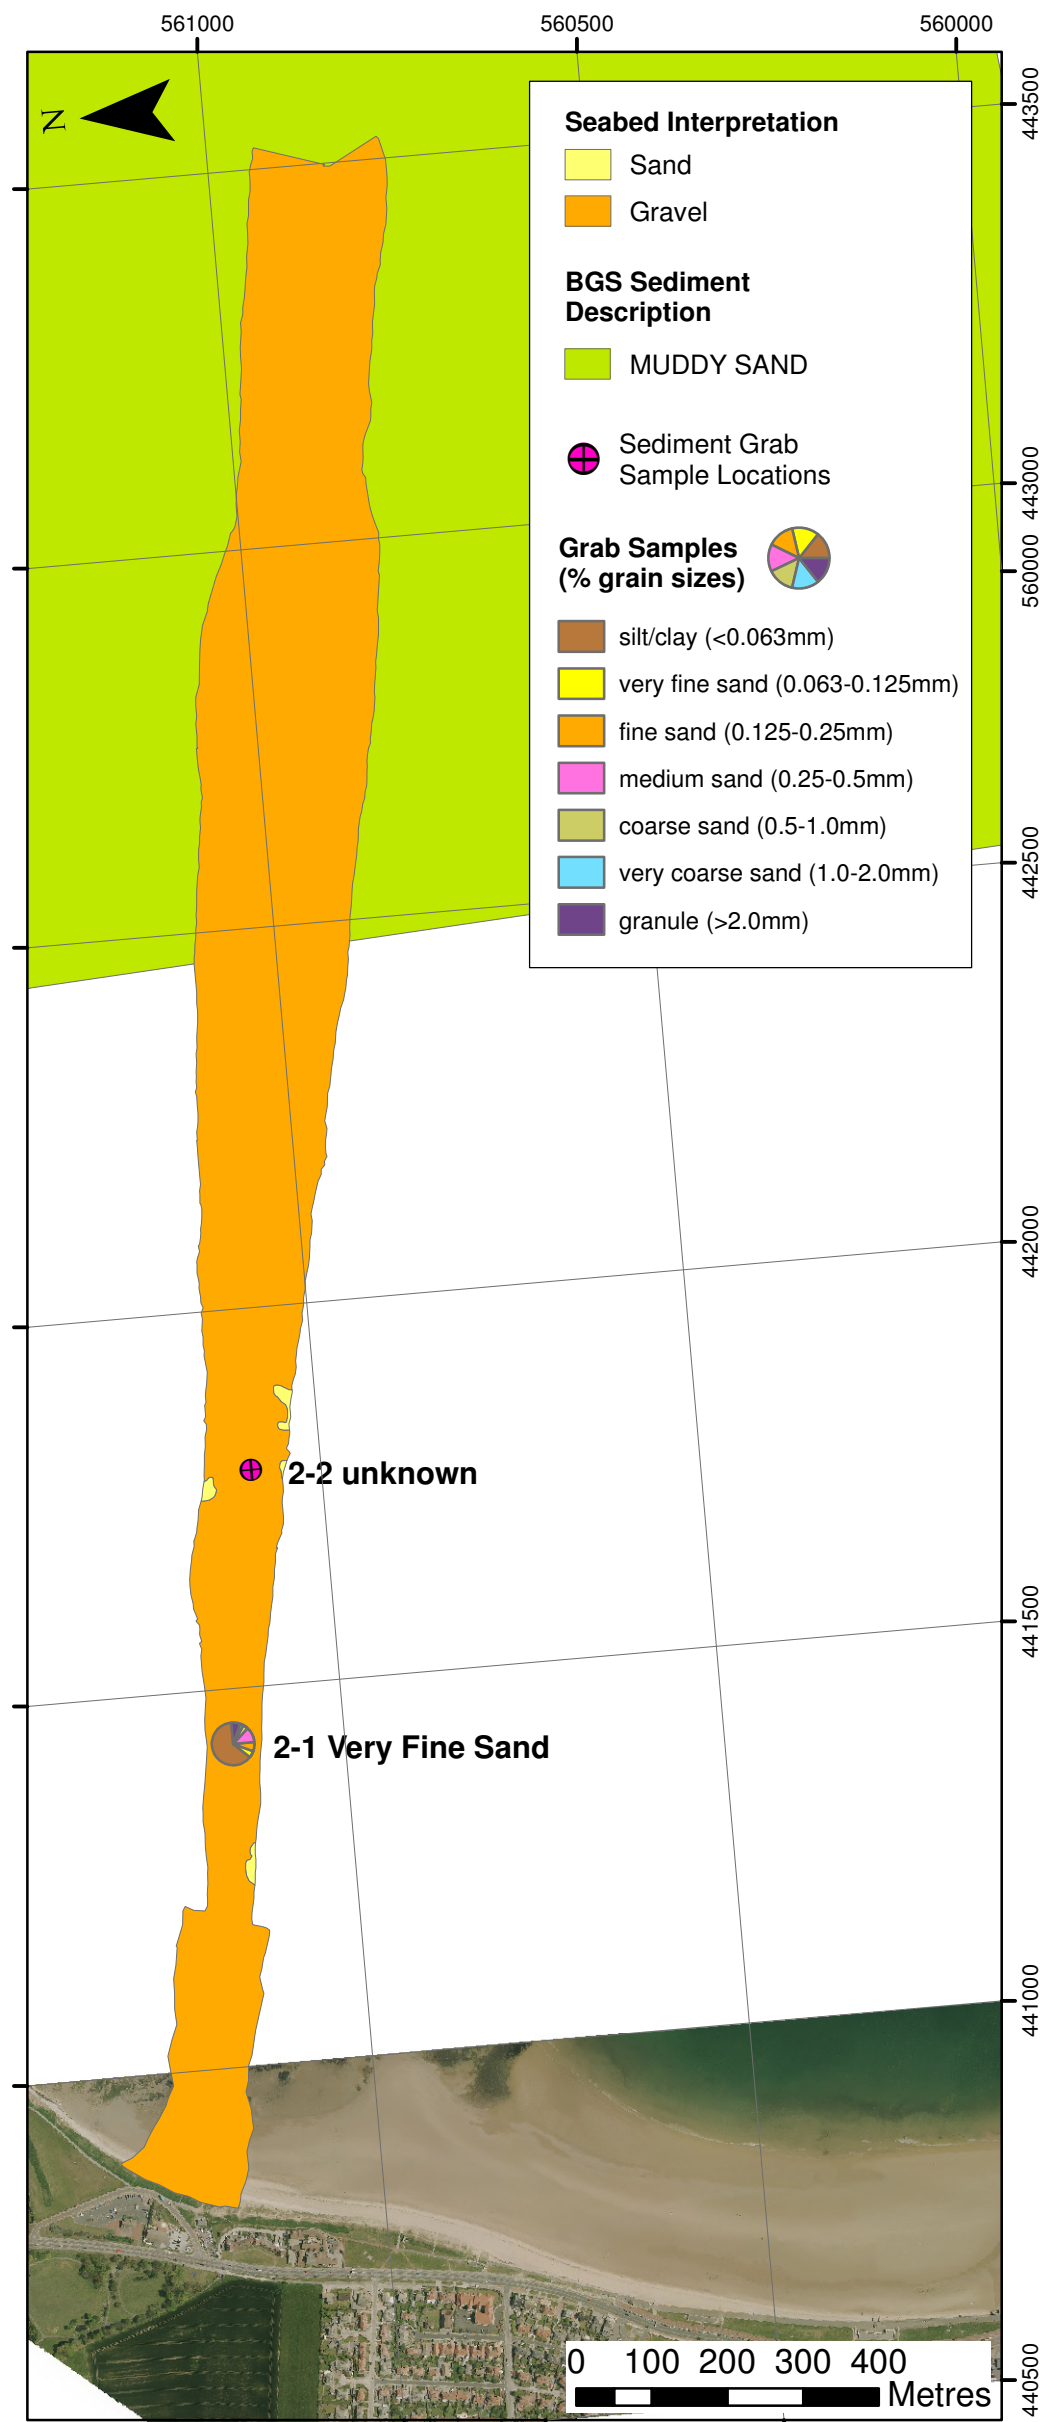 561000
560500
560000
N
443500
443000
560000
442500
442000
441500
441000
440500
Seabed Interpretation
Sand
Gravel
BGS Sediment
Description
MUDDY SAND
Sediment Grab
Sample Locations
Grab Samples
(% grain sizes)
silt/clay (<0.063mm)
very fine sand (0.063-0.125mm)
fine sand (0.125-0.25mm)
medium sand (0.25-0.5mm)
coarse sand (0.5-1.0mm)
very coarse sand (1.0-2.0mm)
granule (>2.0mm)
2-2 unknown
2-1 Very Fine Sand
0 100 200 300 400
Metres